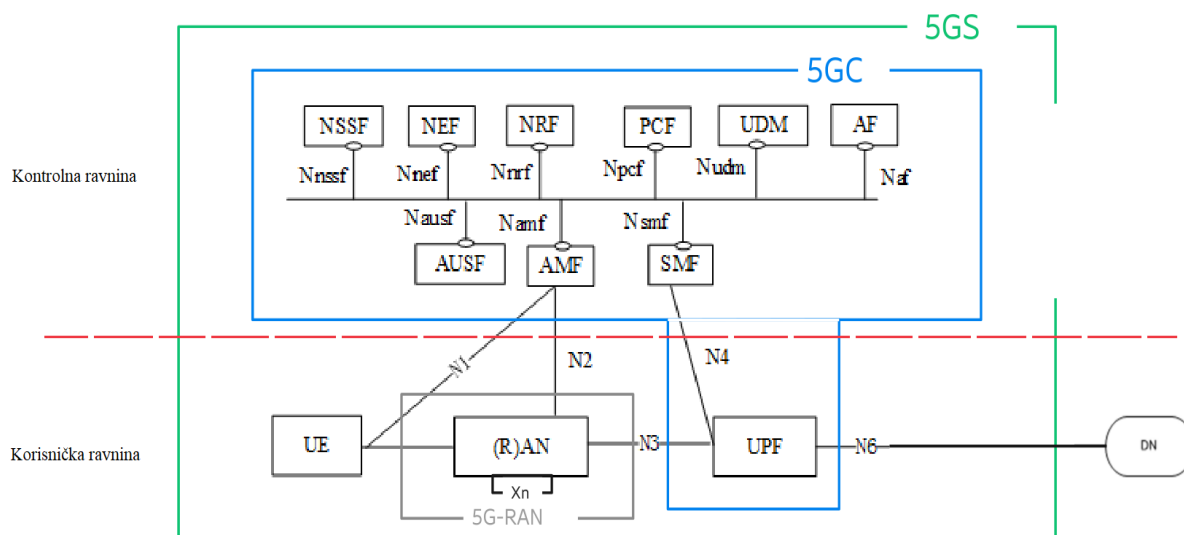 5GS
5GC
NSSF NEF NRF PCF UDM AF
Kontrolna ravnina
Nnssf Nnef Nnrf Npcf Nudm Naf
Nausf Namf Nsmf
AUSF AMF SMF
N1 N2 N4
UE (R)AN N3 UPF N6 DN
Korisnička ravnina
Xn
5G-RAN